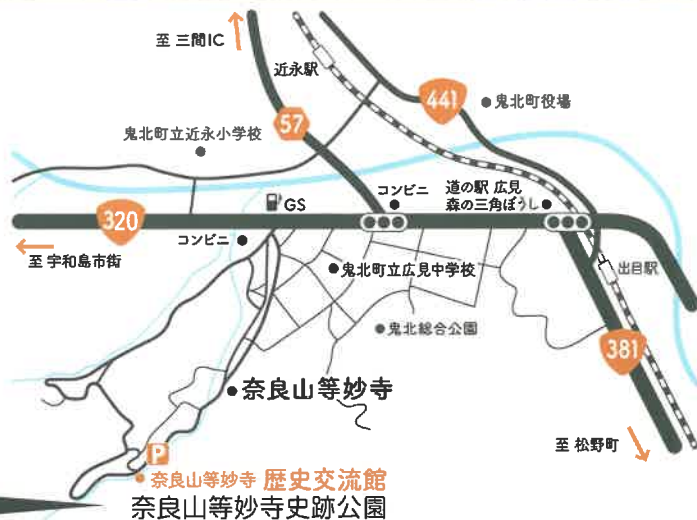 至 三間IC
近永駅
441
鬼北町役場
57
鬼北町立近永小学校
コンビニ
道の駅 広見
森の三角ぼうし
GS
320
コンビニ
至 宇和島市街
鬼北町立広見中学校
出目駅
鬼北総合公園
381
奈良山等妙寺
至 松野町
P
奈良山等妙寺 歴史交流館
奈良山等妙寺史跡公園